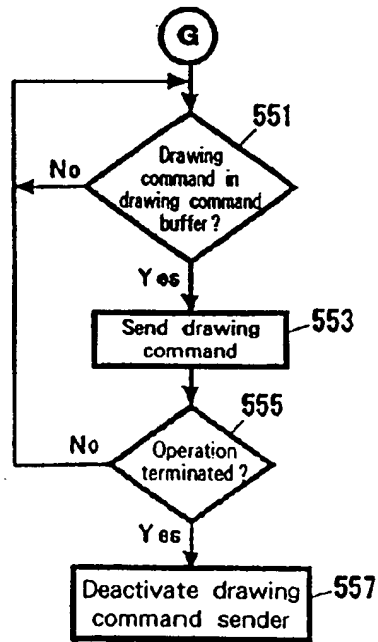 G
551
Drawing
command in
drawing command
buffer?
No
Yes
553
Send drawing
command
555
Operation
terminated?
No
Yes
557
Deactivate drawing
command sender